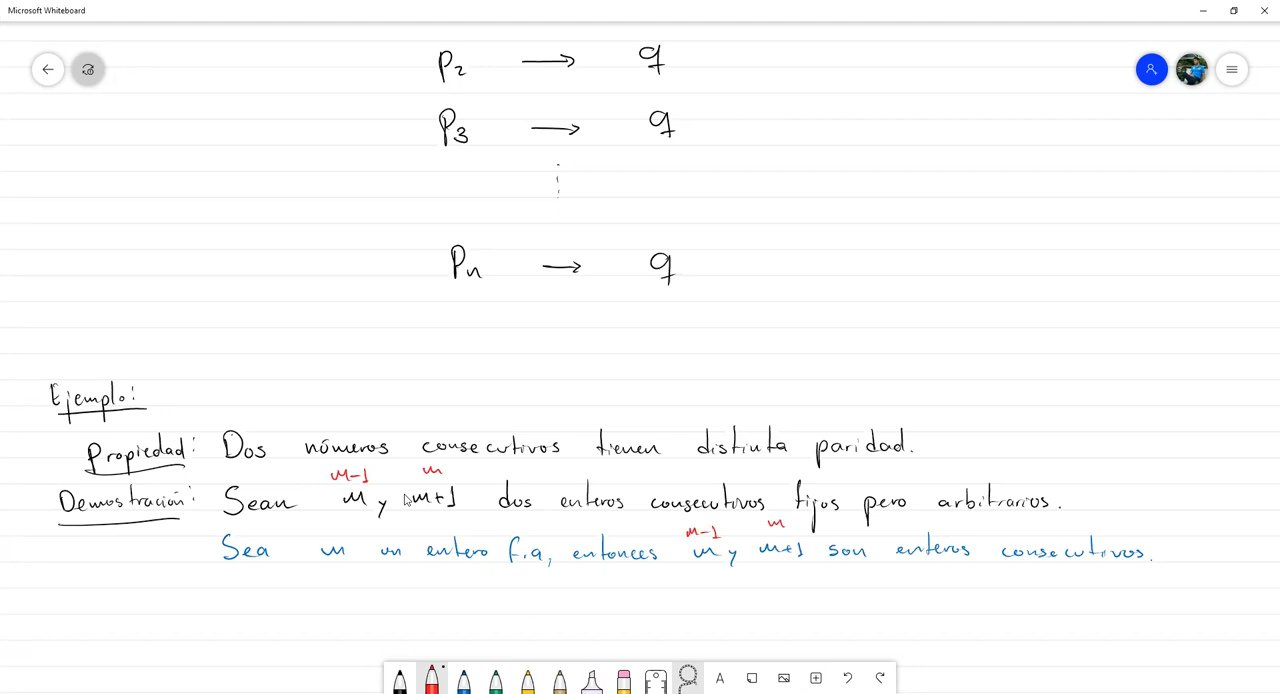 Microsoft Whiteboard
P2 → q
P3 → q
Pn → q
Ejemplo:
Propiedad: Dos números consecutivos tienen distinta paridad.
m-1 m
Demostración: Sean m y m+1 dos enteros consecutivos fijos pero arbitrarios.
m-1 m
Sea m un entero f.a, entonces m y m+1 son enteros consecutivos.
A